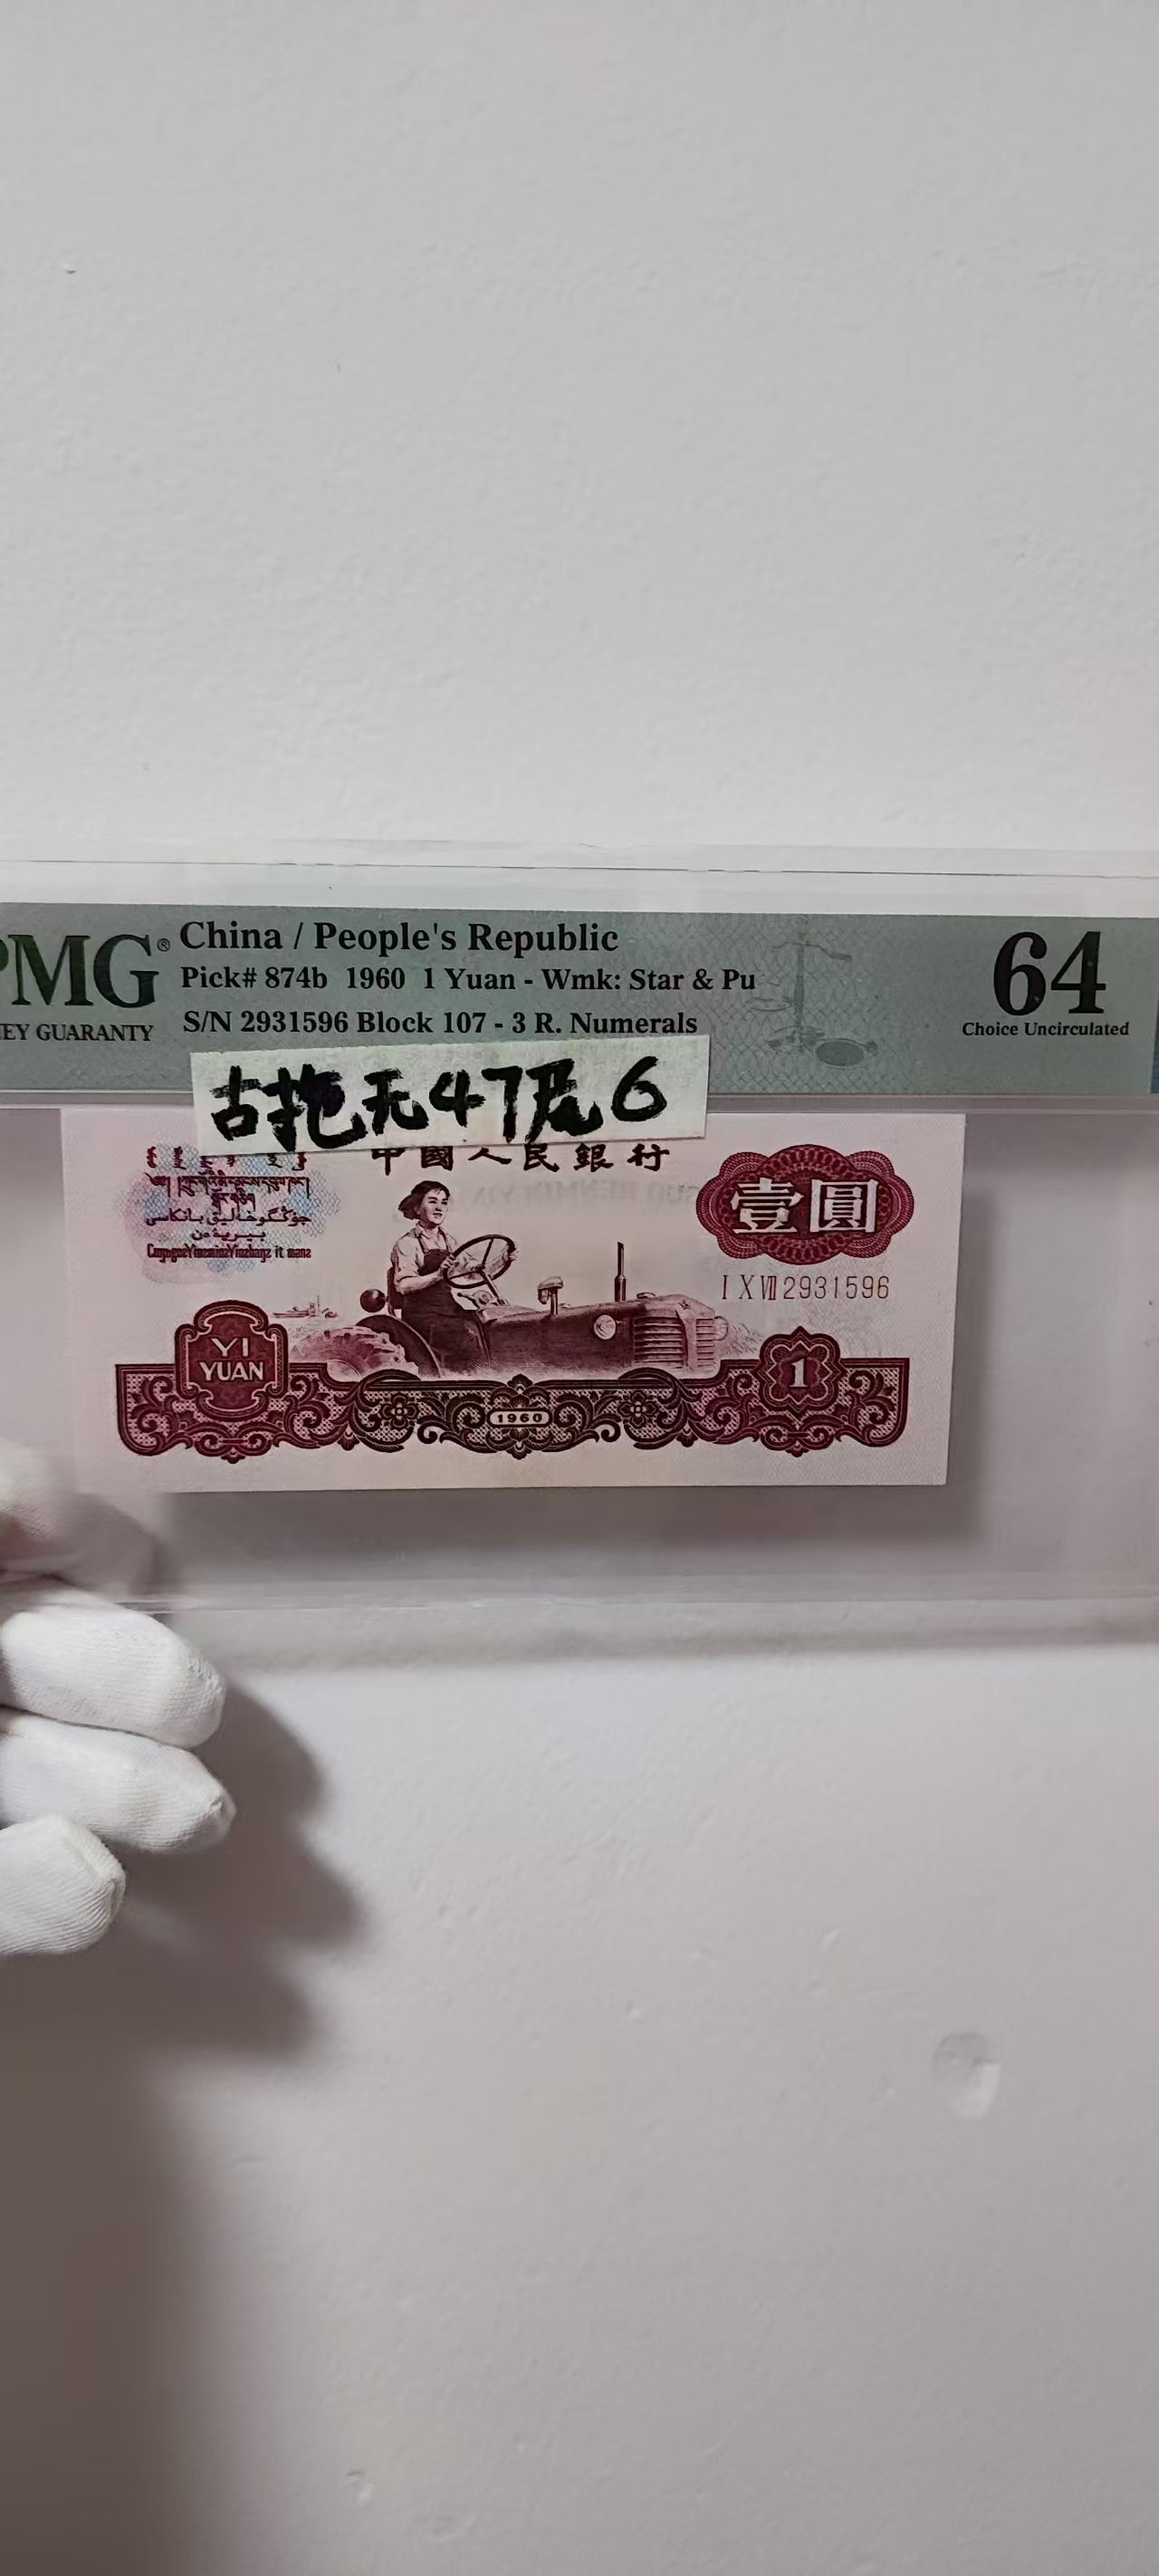 PMG®
EY GUARANTY
China / People's Republic
Pick# 874b 1960 1 Yuan - Wmk: Star & Pu
S/N 2931596 Block 107 - 3 R. Numerals
64
Choice Uncirculated
古拖无47尾6
中國人民銀行
壹圓
I X VII 2931596
YI
YUAN
1
1960